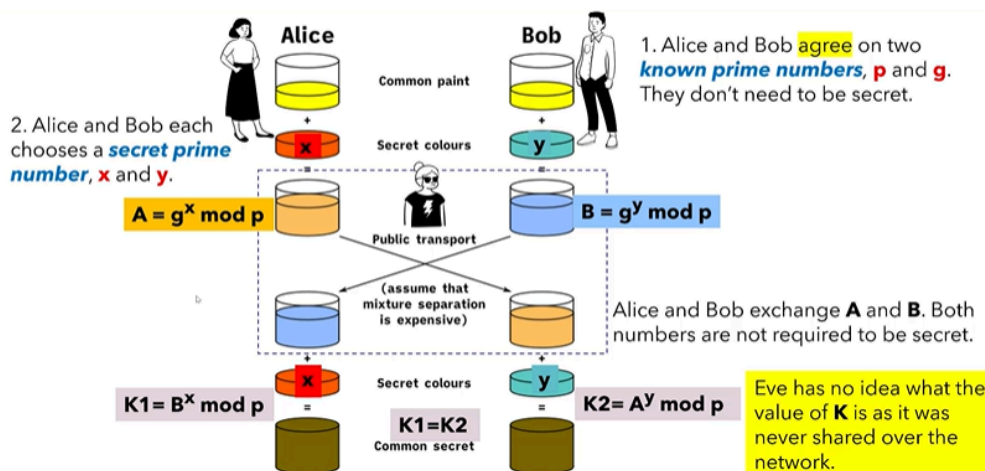 Alice
Bob
1. Alice and Bob agree on two
known prime numbers, p and g.
They don't need to be secret.
Common paint
+
+
2. Alice and Bob each
chooses a secret prime
number, x and y.
x
Secret colours
y
=
=
A = gˣ mod p
B = gʸ mod p
Public transport
(assume that
mixture separation
is expensive)
Alice and Bob exchange A and B. Both
numbers are not required to be secret.
+
+
x
Secret colours
y
K1= Bˣ mod p
=
=
K2= Aʸ mod p
K1=K2
Common secret
Eve has no idea what the
value of K is as it was
never shared over the
network.